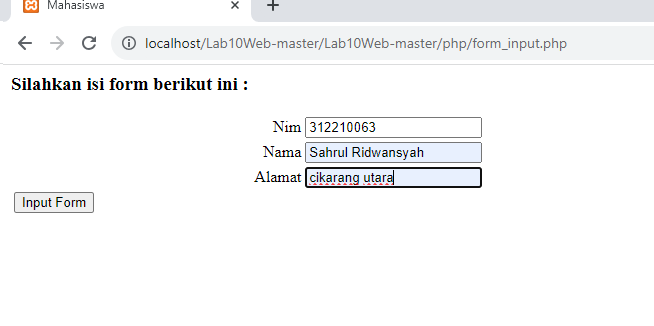 Mahasiswa
localhost/Lab10Web-master/Lab10Web-master/php/form_input.php
Silahkan isi form berikut ini :
Nim 312210063
Nama Sahrul Ridwansyah
Alamat cikarang utara
Input Form